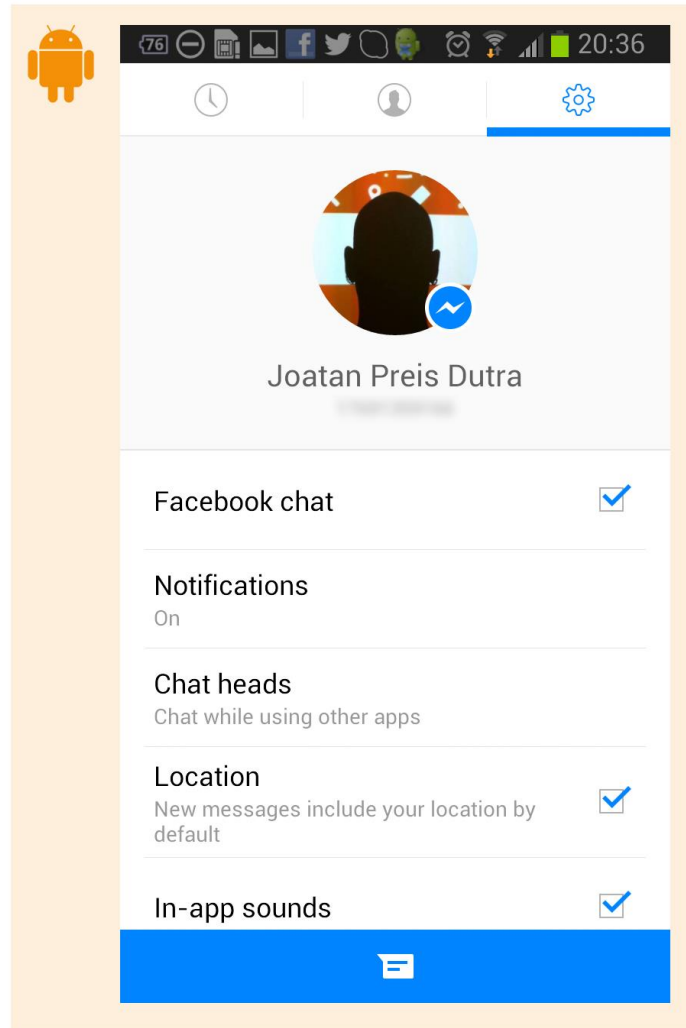 76 20:36
Joatan Preis Dutra
Facebook chat
Notifications
On
Chat heads
Chat while using other apps
Location
New messages include your location by
default
In-app sounds